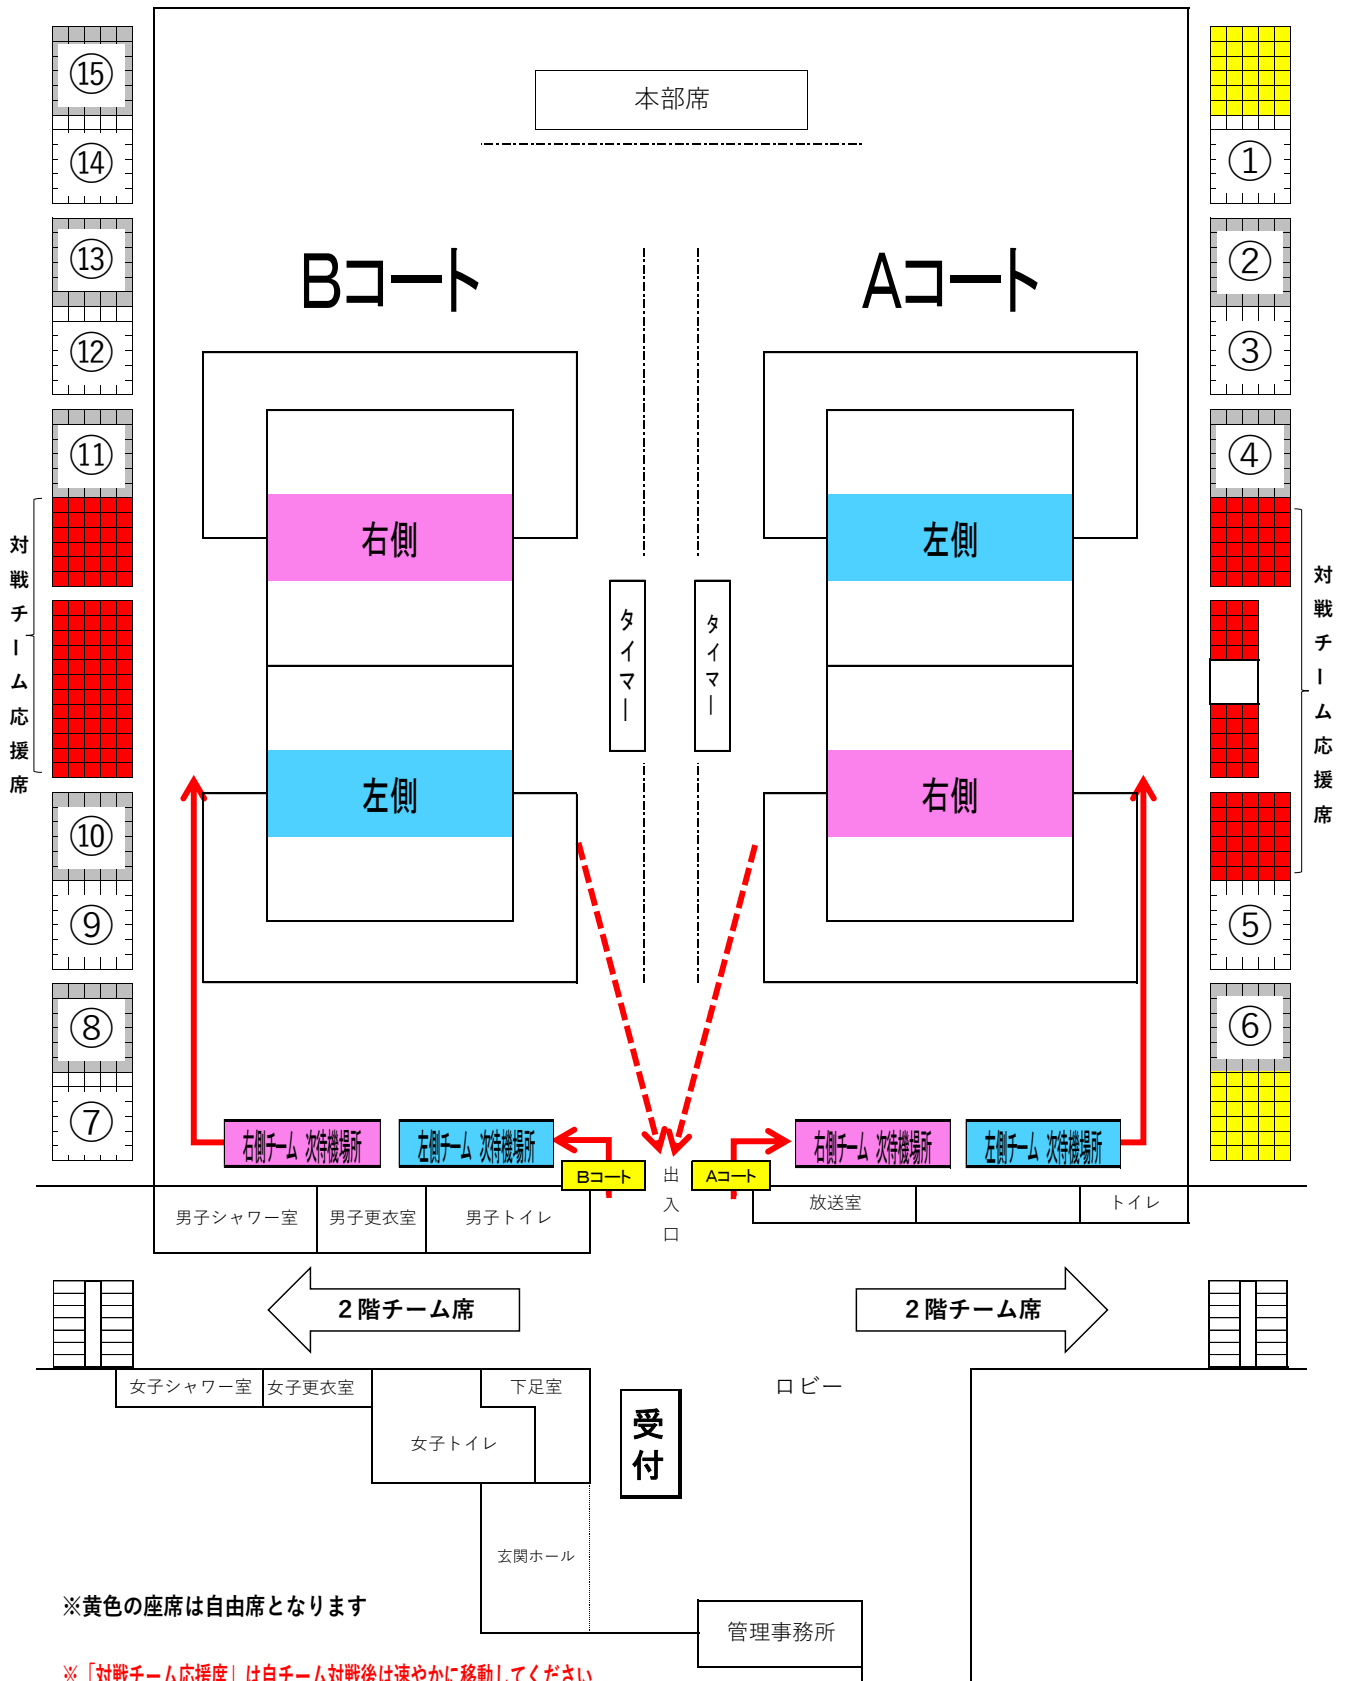 本部席
Bコート
Aコート
⑮
⑭
⑬
⑫
⑪
対戦チーム応援席
⑩
⑨
⑧
⑦
①
②
③
④
対戦チーム応援席
⑤
⑥
右側
左側
左側
右側
タイマー
タイマー
右側チーム 次待機場所
左側チーム 次待機場所
右側チーム 次待機場所
左側チーム 次待機場所
Bコート
Aコート
出入口
男子シャワー室
男子更衣室
男子トイレ
放送室
トイレ
2階チーム席
2階チーム席
女子シャワー室
女子更衣室
下足室
女子トイレ
受付
ロビー
玄関ホール
管理事務所
※黄色の座席は自由席となります
※「対戦チーム応援席」は自チーム対戦後は速やかに移動してください